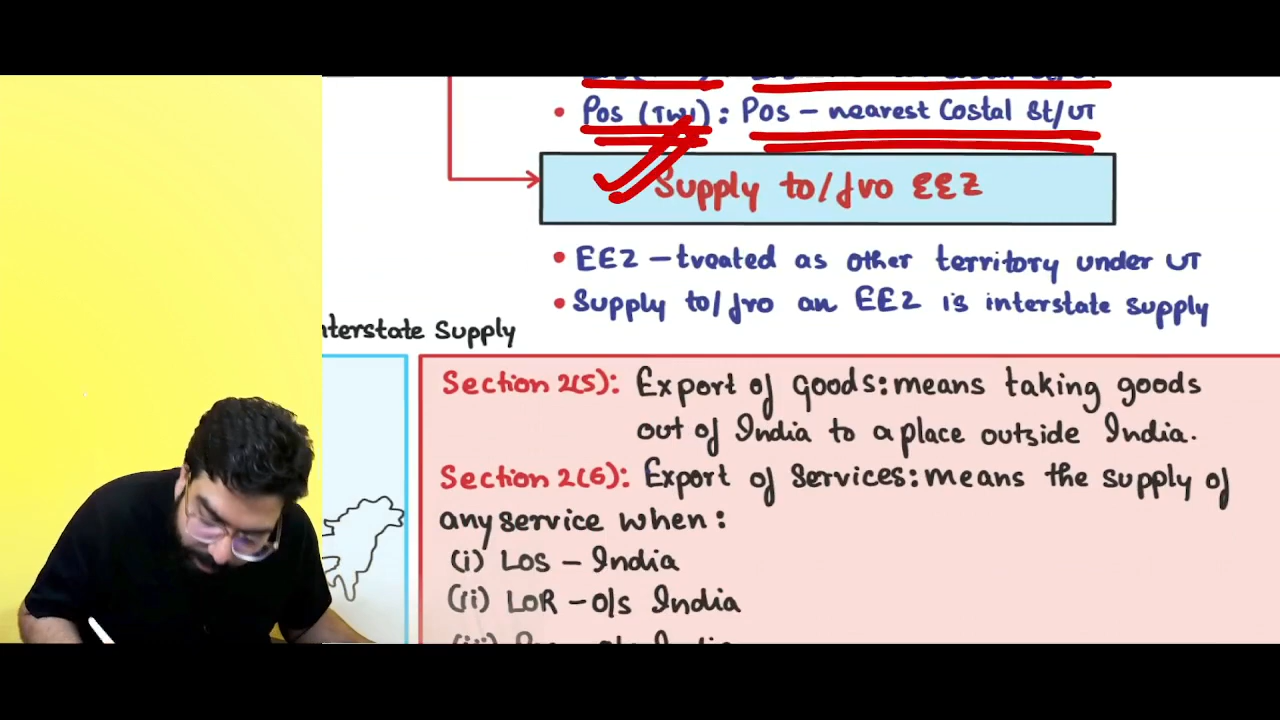 • Pos (TW) : Pos – nearest Costal St/UT
Supply to/fro EEZ
• EEZ – treated as other territory under UT
• Supply to/fro an EEZ is interstate supply
nterstate Supply
Section 2(5): Export of Goods: means taking goods
out of India to a place outside India.
Section 2(6): Export of Services: means the supply of
any service when :
(i) LOS – India
(ii) LOR – o/s India